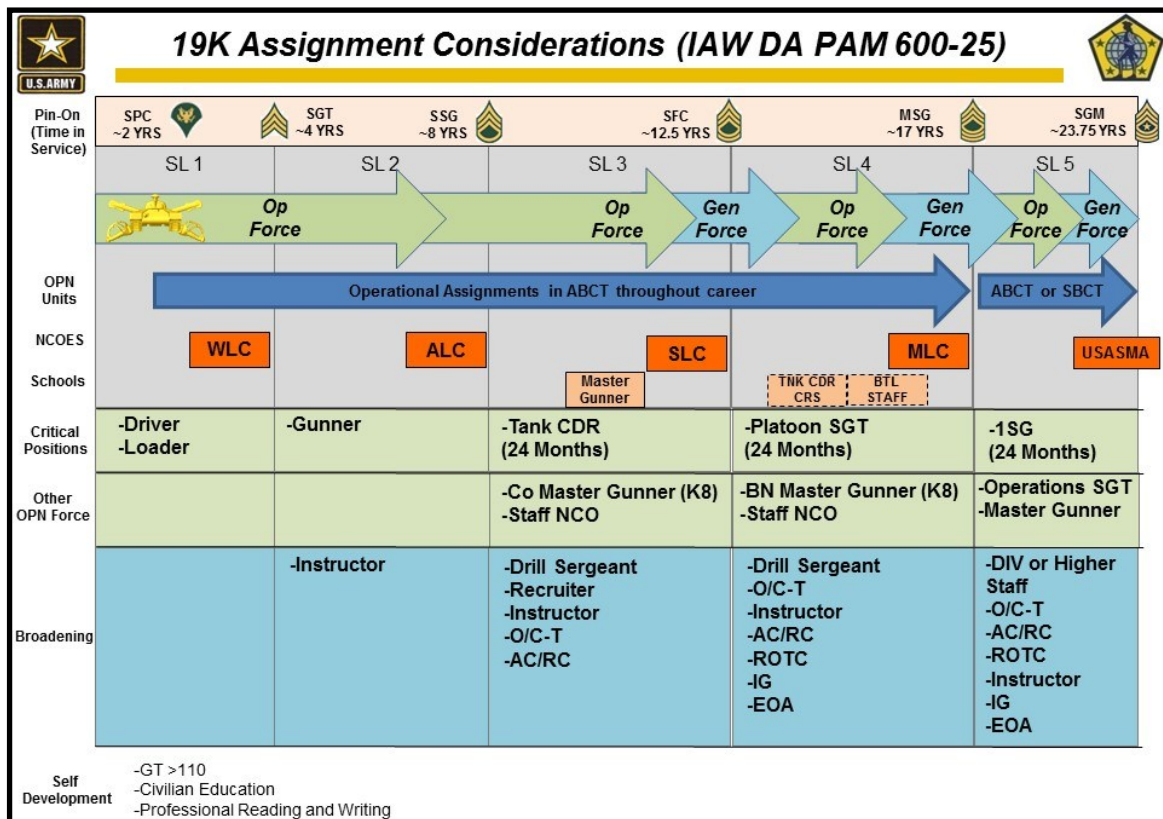 19K Assignment Considerations (IAW DA PAM 600-25)
U.S.ARMY
Pin-On
(Time in
Service)
SPC
~2 YRS
SGT
~4 YRS
SSG
~8 YRS
SFC
~12.5 YRS
MSG
~17 YRS
SGM
~23.75 YRS
SL 1
SL 2
SL 3
SL 4
SL 5
Op
Force
Op
Force
Gen
Force
Op
Force
Gen
Force
Op
Force
Gen
Force
OPN
Units
Operational Assignments in ABCT throughout career
ABCT or SBCT
NCOES
WLC
ALC
SLC
MLC
USASMA
Schools
Master
Gunner
TNK CDR
CRS
BTL
STAFF
Critical
Positions
-Driver
-Loader
-Gunner
-Tank CDR
(24 Months)
-Platoon SGT
(24 Months)
-1SG
(24 Months)
Other
OPN Force
-Co Master Gunner (K8)
-Staff NCO
-BN Master Gunner (K8)
-Staff NCO
-Operations SGT
-Master Gunner
Broadening
-Instructor
-Drill Sergeant
-Recruiter
-Instructor
-O/C-T
-AC/RC
-Drill Sergeant
-O/C-T
-Instructor
-AC/RC
-ROTC
-IG
-EOA
-DIV or Higher
Staff
-O/C-T
-AC/RC
-ROTC
-Instructor
-IG
-EOA
Self
Development
-GT >110
-Civilian Education
-Professional Reading and Writing